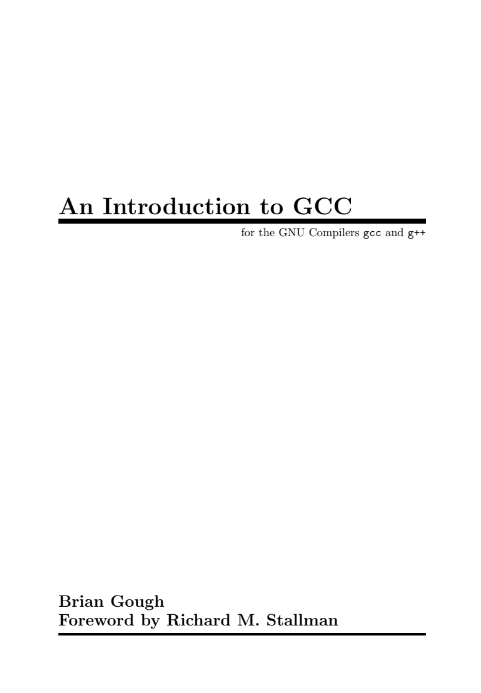 An Introduction to GCC
for the GNU Compilers gcc and g++
Brian Gough
Foreword by Richard M. Stallman